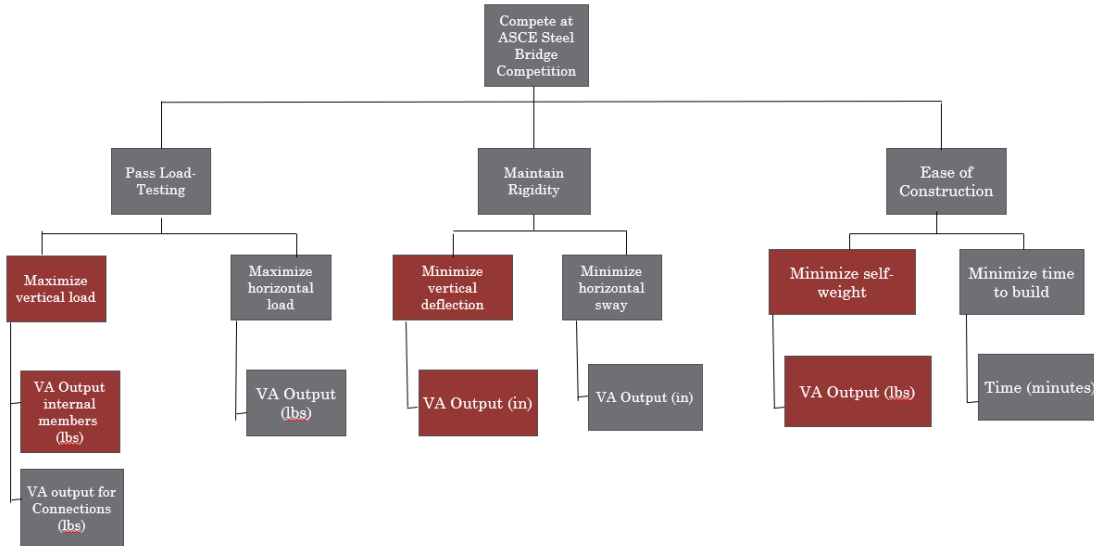 Compete at
ASCE Steel
Bridge
Competition
Pass Load-
Testing
Maintain
Rigidity
Ease of
Construction
Maximize
vertical load
Maximize
horizontal
load
Minimize
vertical
deflection
Minimize
horizontal
sway
Minimize self-
weight
Minimize time
to build
VA Output
internal
members
(lbs)
VA Output
(lbs)
VA Output (in)
VA Output (in)
VA Output (lbs)
Time (minutes)
VA output for
Connections
(lbs)